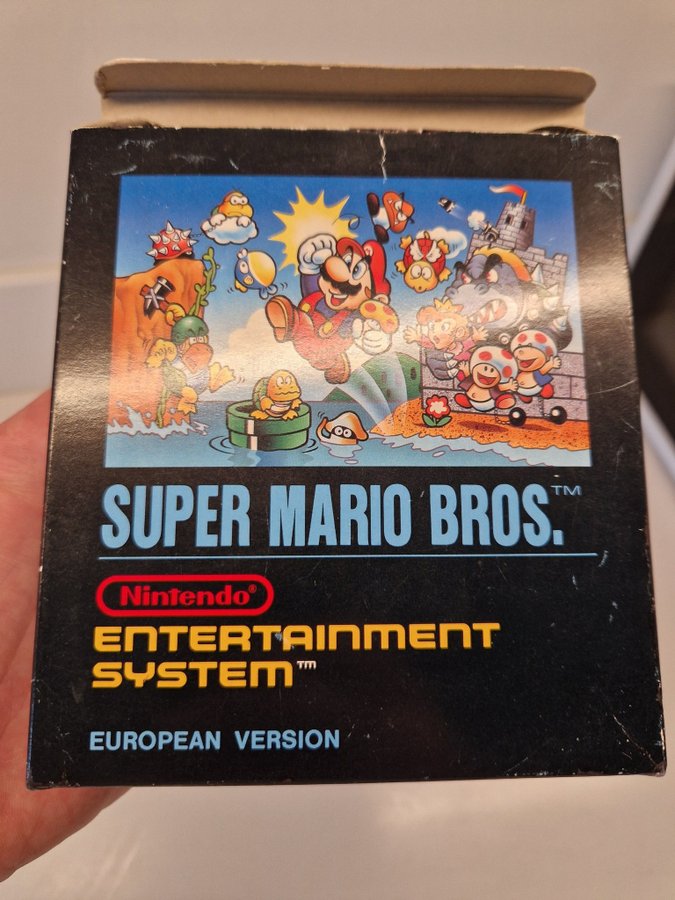 SUPER MARIO BROS.™
Nintendo®
ENTERTAINMENT
SYSTEM™
EUROPEAN VERSION